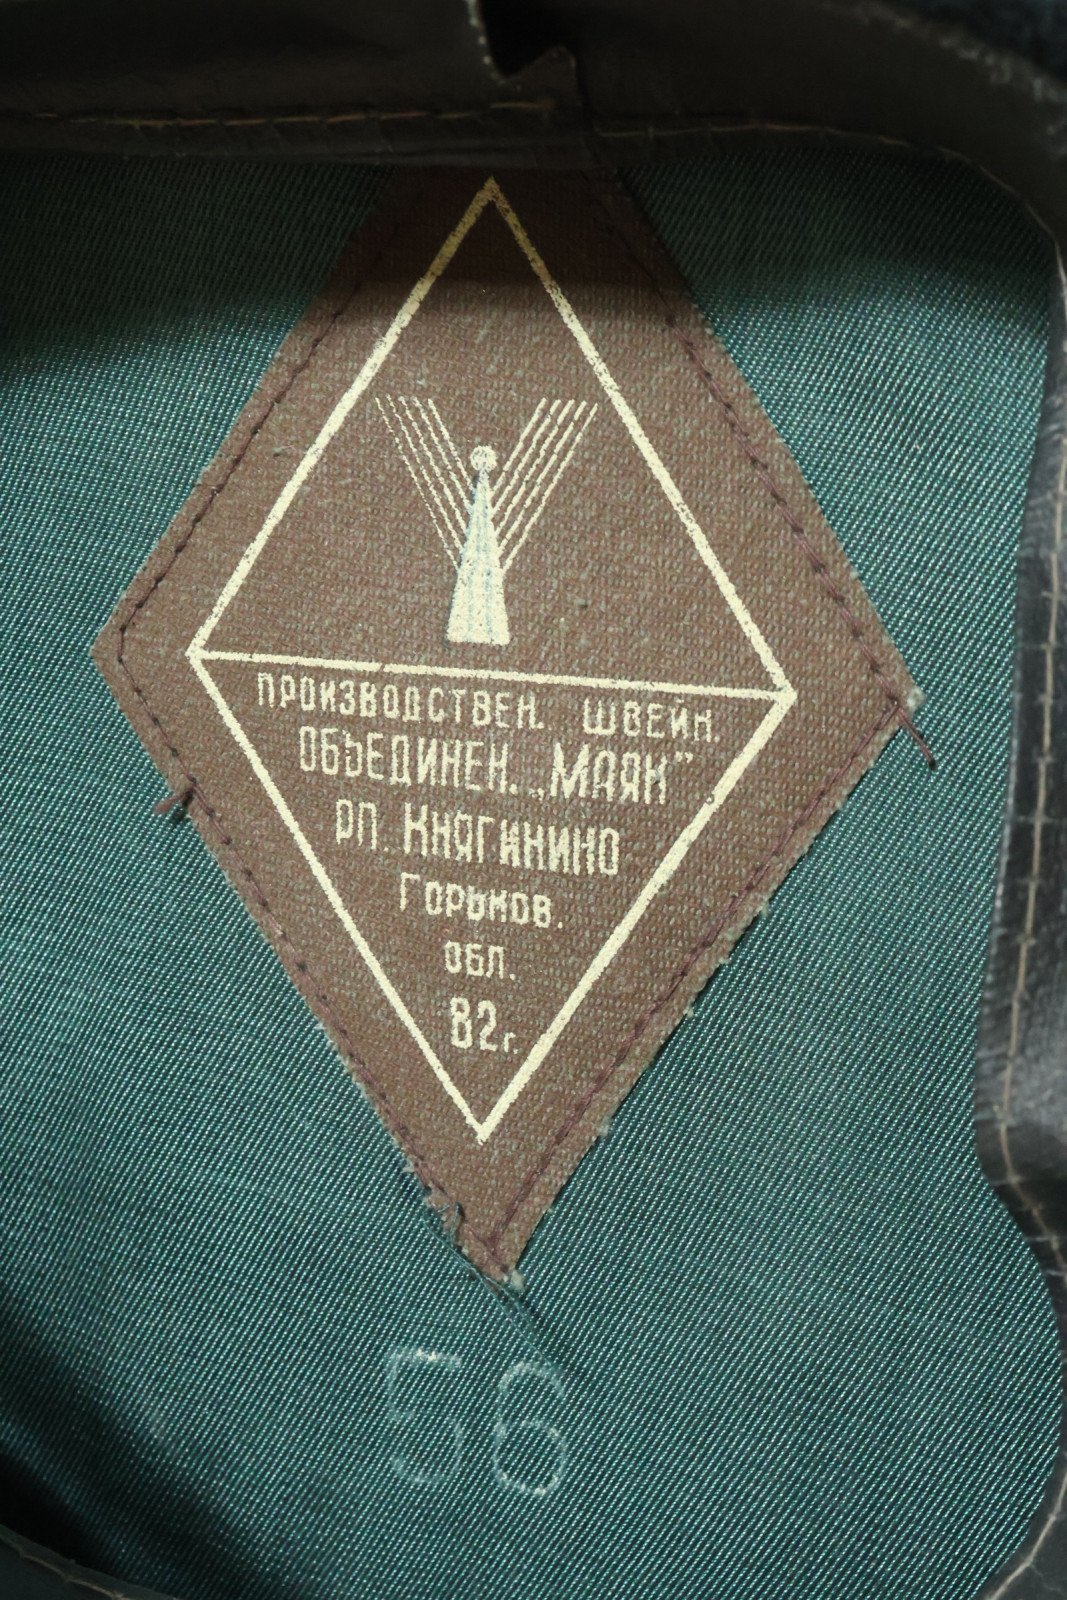 ПРОИЗВОДСТВЕН. ШВЕЙН.
ОБЪЕДИНЕН. „МАЯК"
РП. КНЯГИНИНО
ГОРЬКОВ.
ОБЛ.
82г.
56